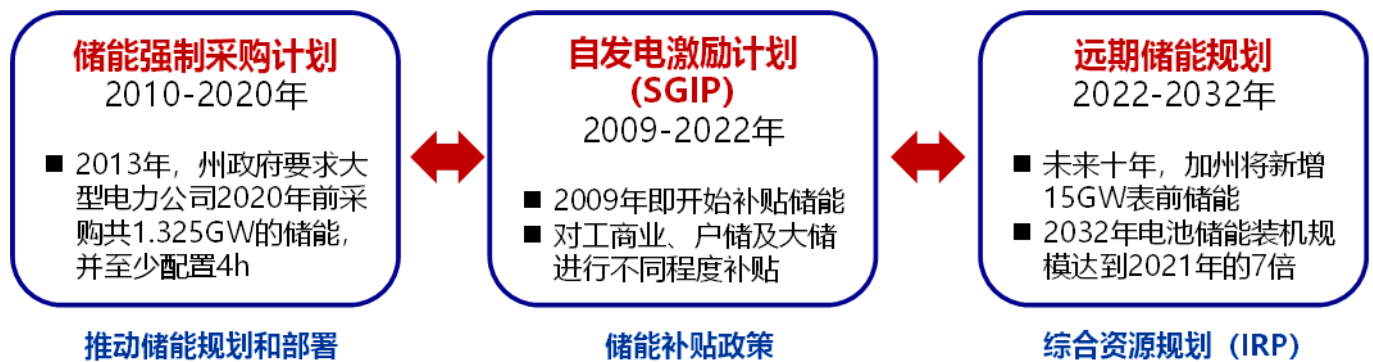 储能强制采购计划
2010-2020年
■ 2013年，州政府要求大
型电力公司2020年前采
购共1.325GW的储能，
并至少配置4h
推动储能规划和部署
自发电激励计划
(SGIP)
2009-2022年
■ 2009年即开始补贴储能
■ 对工商业、户储及大储
进行不同程度补贴
储能补贴政策
远期储能规划
2022-2032年
■ 未来十年，加州将新增
15GW表前储能
■ 2032年电池储能装机规
模达到2021年的7倍
综合资源规划（IRP）